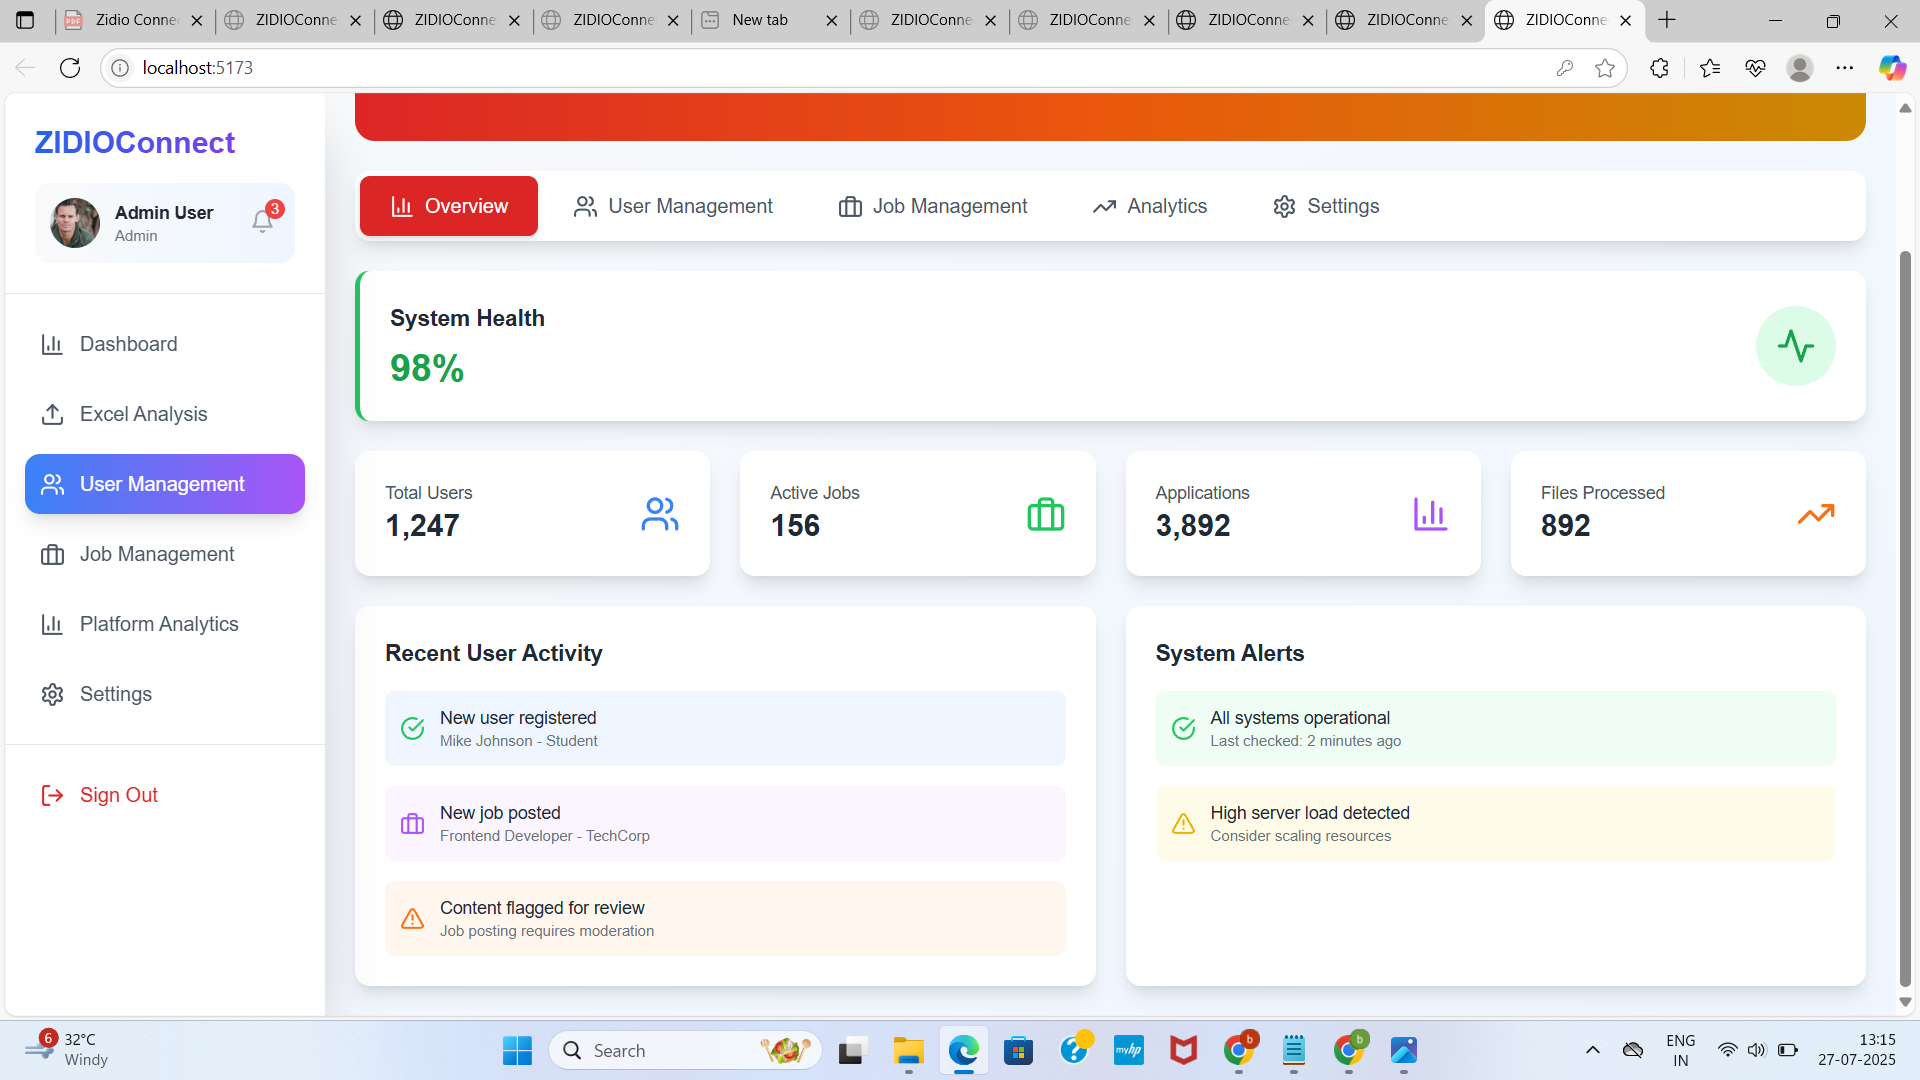 Zidio Conne
ZIDIOConne
ZIDIOConne
ZIDIOConne
New tab
ZIDIOConne
ZIDIOConne
ZIDIOConne
ZIDIOConne
ZIDIOConne
localhost:5173
ZIDIOConnect
Admin User
Admin
3
Dashboard
Excel Analysis
User Management
Job Management
Platform Analytics
Settings
Sign Out
Overview
User Management
Job Management
Analytics
Settings
System Health
98%
Total Users
1,247
Active Jobs
156
Applications
3,892
Files Processed
892
Recent User Activity
New user registered
Mike Johnson - Student
New job posted
Frontend Developer - TechCorp
Content flagged for review
Job posting requires moderation
System Alerts
All systems operational
Last checked: 2 minutes ago
High server load detected
Consider scaling resources
6
32°C
Windy
Search
myhp
b
b
ENG
IN
13:15
27-07-2025